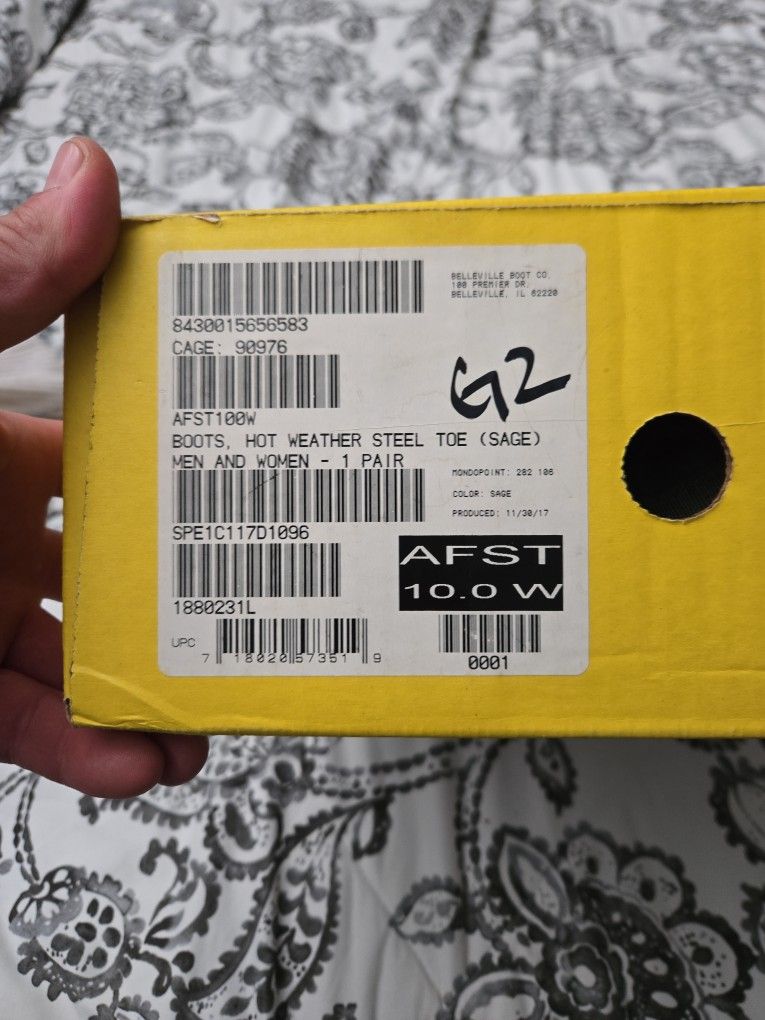 BELLEVILLE BOOT CO.
100 PREMIER DR.
BELLEVILLE, IL 62220
8430015656583
CAGE: 90976
G2
AFST100W
BOOTS, HOT WEATHER STEEL TOE (SAGE)
MEN AND WOMEN - 1 PAIR
MONDOPOINT: 282 106
COLOR: SAGE
PRODUCED: 11/30/17
SPE1C117D1096
AFST
10.0 W
1880231L
UPC
7 18020 57351 9
0001